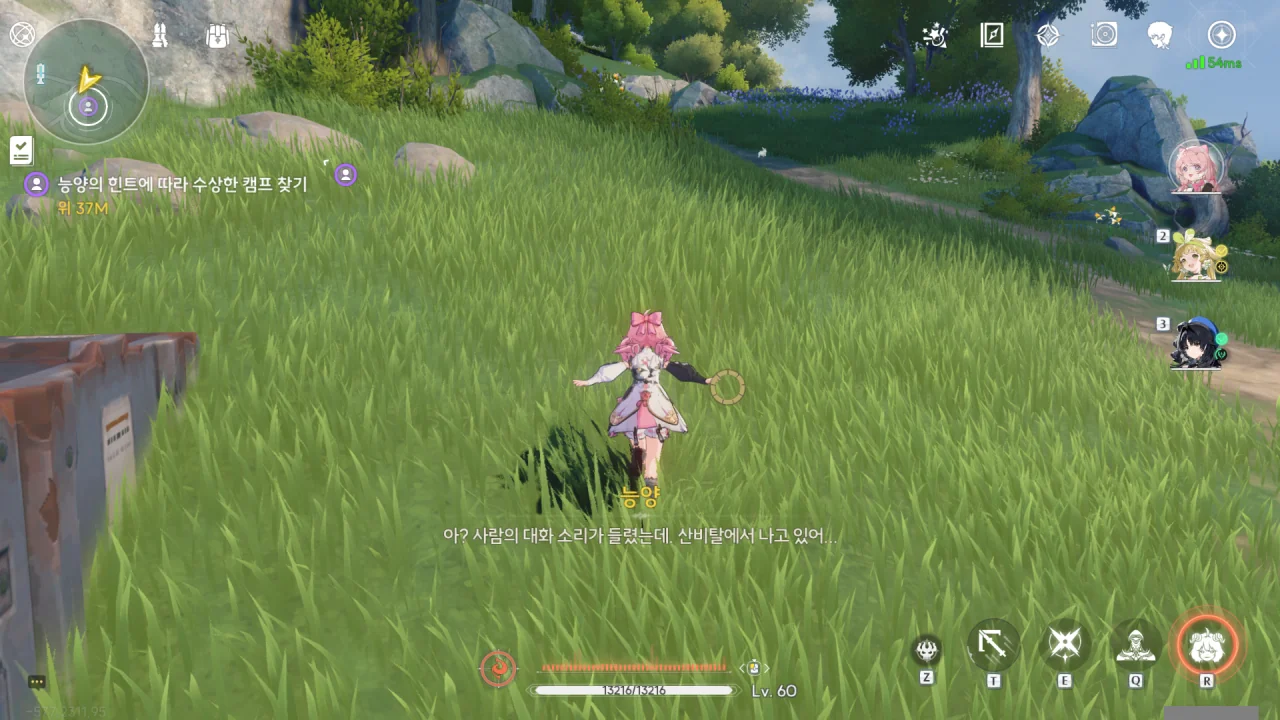 54ms
능양의 힌트에 따라 수상한 캠프 찾기
위 37M
2
3
능양
아? 사람의 대화 소리가 들렸는데, 산비탈에서 나고 있어...
Z
T
E
Q
R
13216/13216
Lv. 60